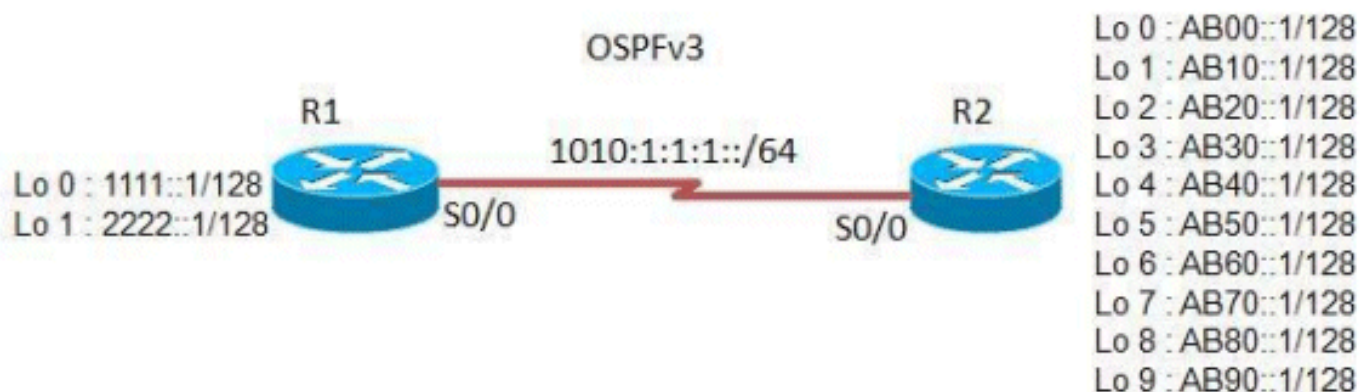 OSPFv3
R1
R2
1010:1:1:1::/64
S0/0
S0/0
Lo 0 : 1111::1/128
Lo 1 : 2222::1/128
Lo 0 : AB00::1/128
Lo 1 : AB10::1/128
Lo 2 : AB20::1/128
Lo 3 : AB30::1/128
Lo 4 : AB40::1/128
Lo 5 : AB50::1/128
Lo 6 : AB60::1/128
Lo 7 : AB70::1/128
Lo 8 : AB80::1/128
Lo 9 : AB90::1/128